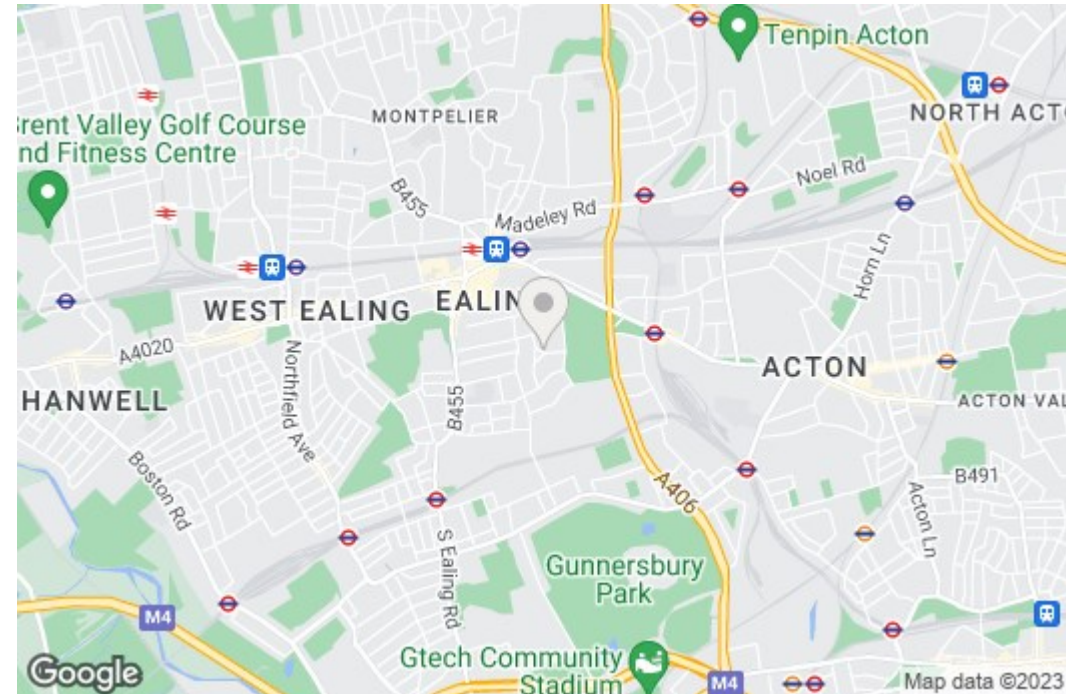 Tenpin Acton
NORTH ACT
MONTPELIER
Brent Valley Golf Course
nd Fitness Centre
Noel Rd
B455
Madeley Rd
Horn Ln
WEST EALING
EALIN
A4020
Northfield Ave
ACTON
HANWELL
B455
ACTON VAL
Boston Rd
B491
A406
Acton Ln
S Ealing Rd
Gunnersbury
Park
M4
Gtech Community
Stadium
M4
Google
Map data ©2023